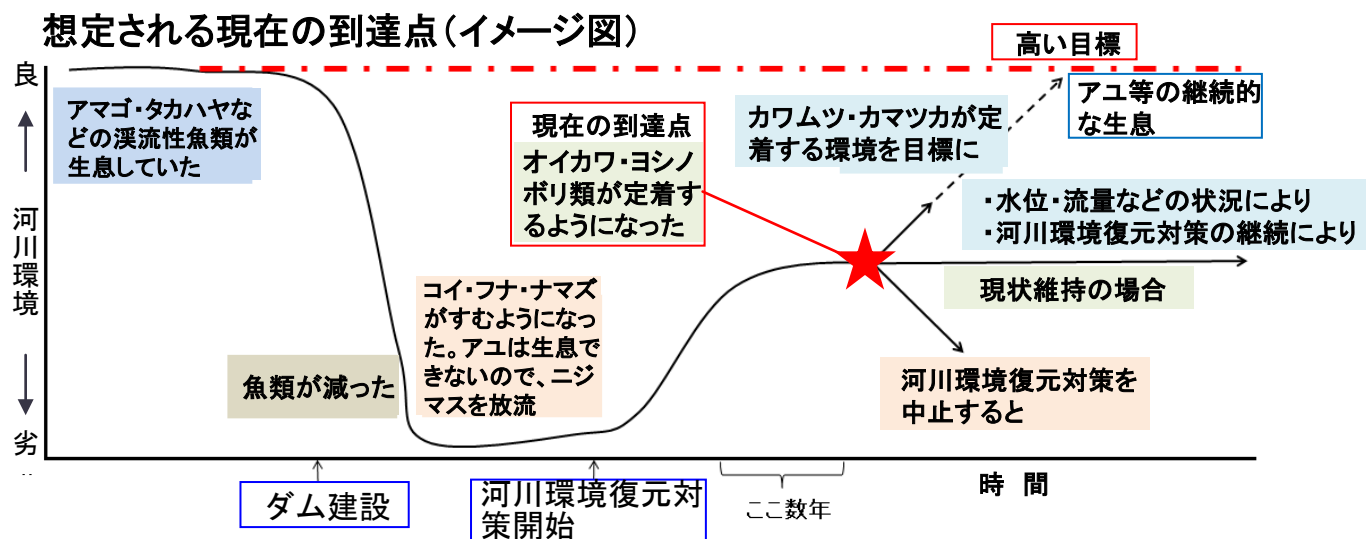 想定される現在の到達点（イメージ図）
高い目標
良
河川環境
劣
アマゴ・タカハヤな
どの渓流性魚類が
生息していた
現在の到達点
オイカワ・ヨシノ
ボリ類が定着す
るようになった
カワムツ・カマツカが定
着する環境を目標に
アユ等の継続的
な生息
・水位・流量などの状況により
・河川環境復元対策の継続により
現状維持の場合
コイ・フナ・ナマズ
がすむようになっ
た。アユは生息で
きないので、ニジ
マスを放流
魚類が減った
河川環境復元対策を
中止すると
ダム建設
河川環境復元対
策開始
ここ数年
時 間